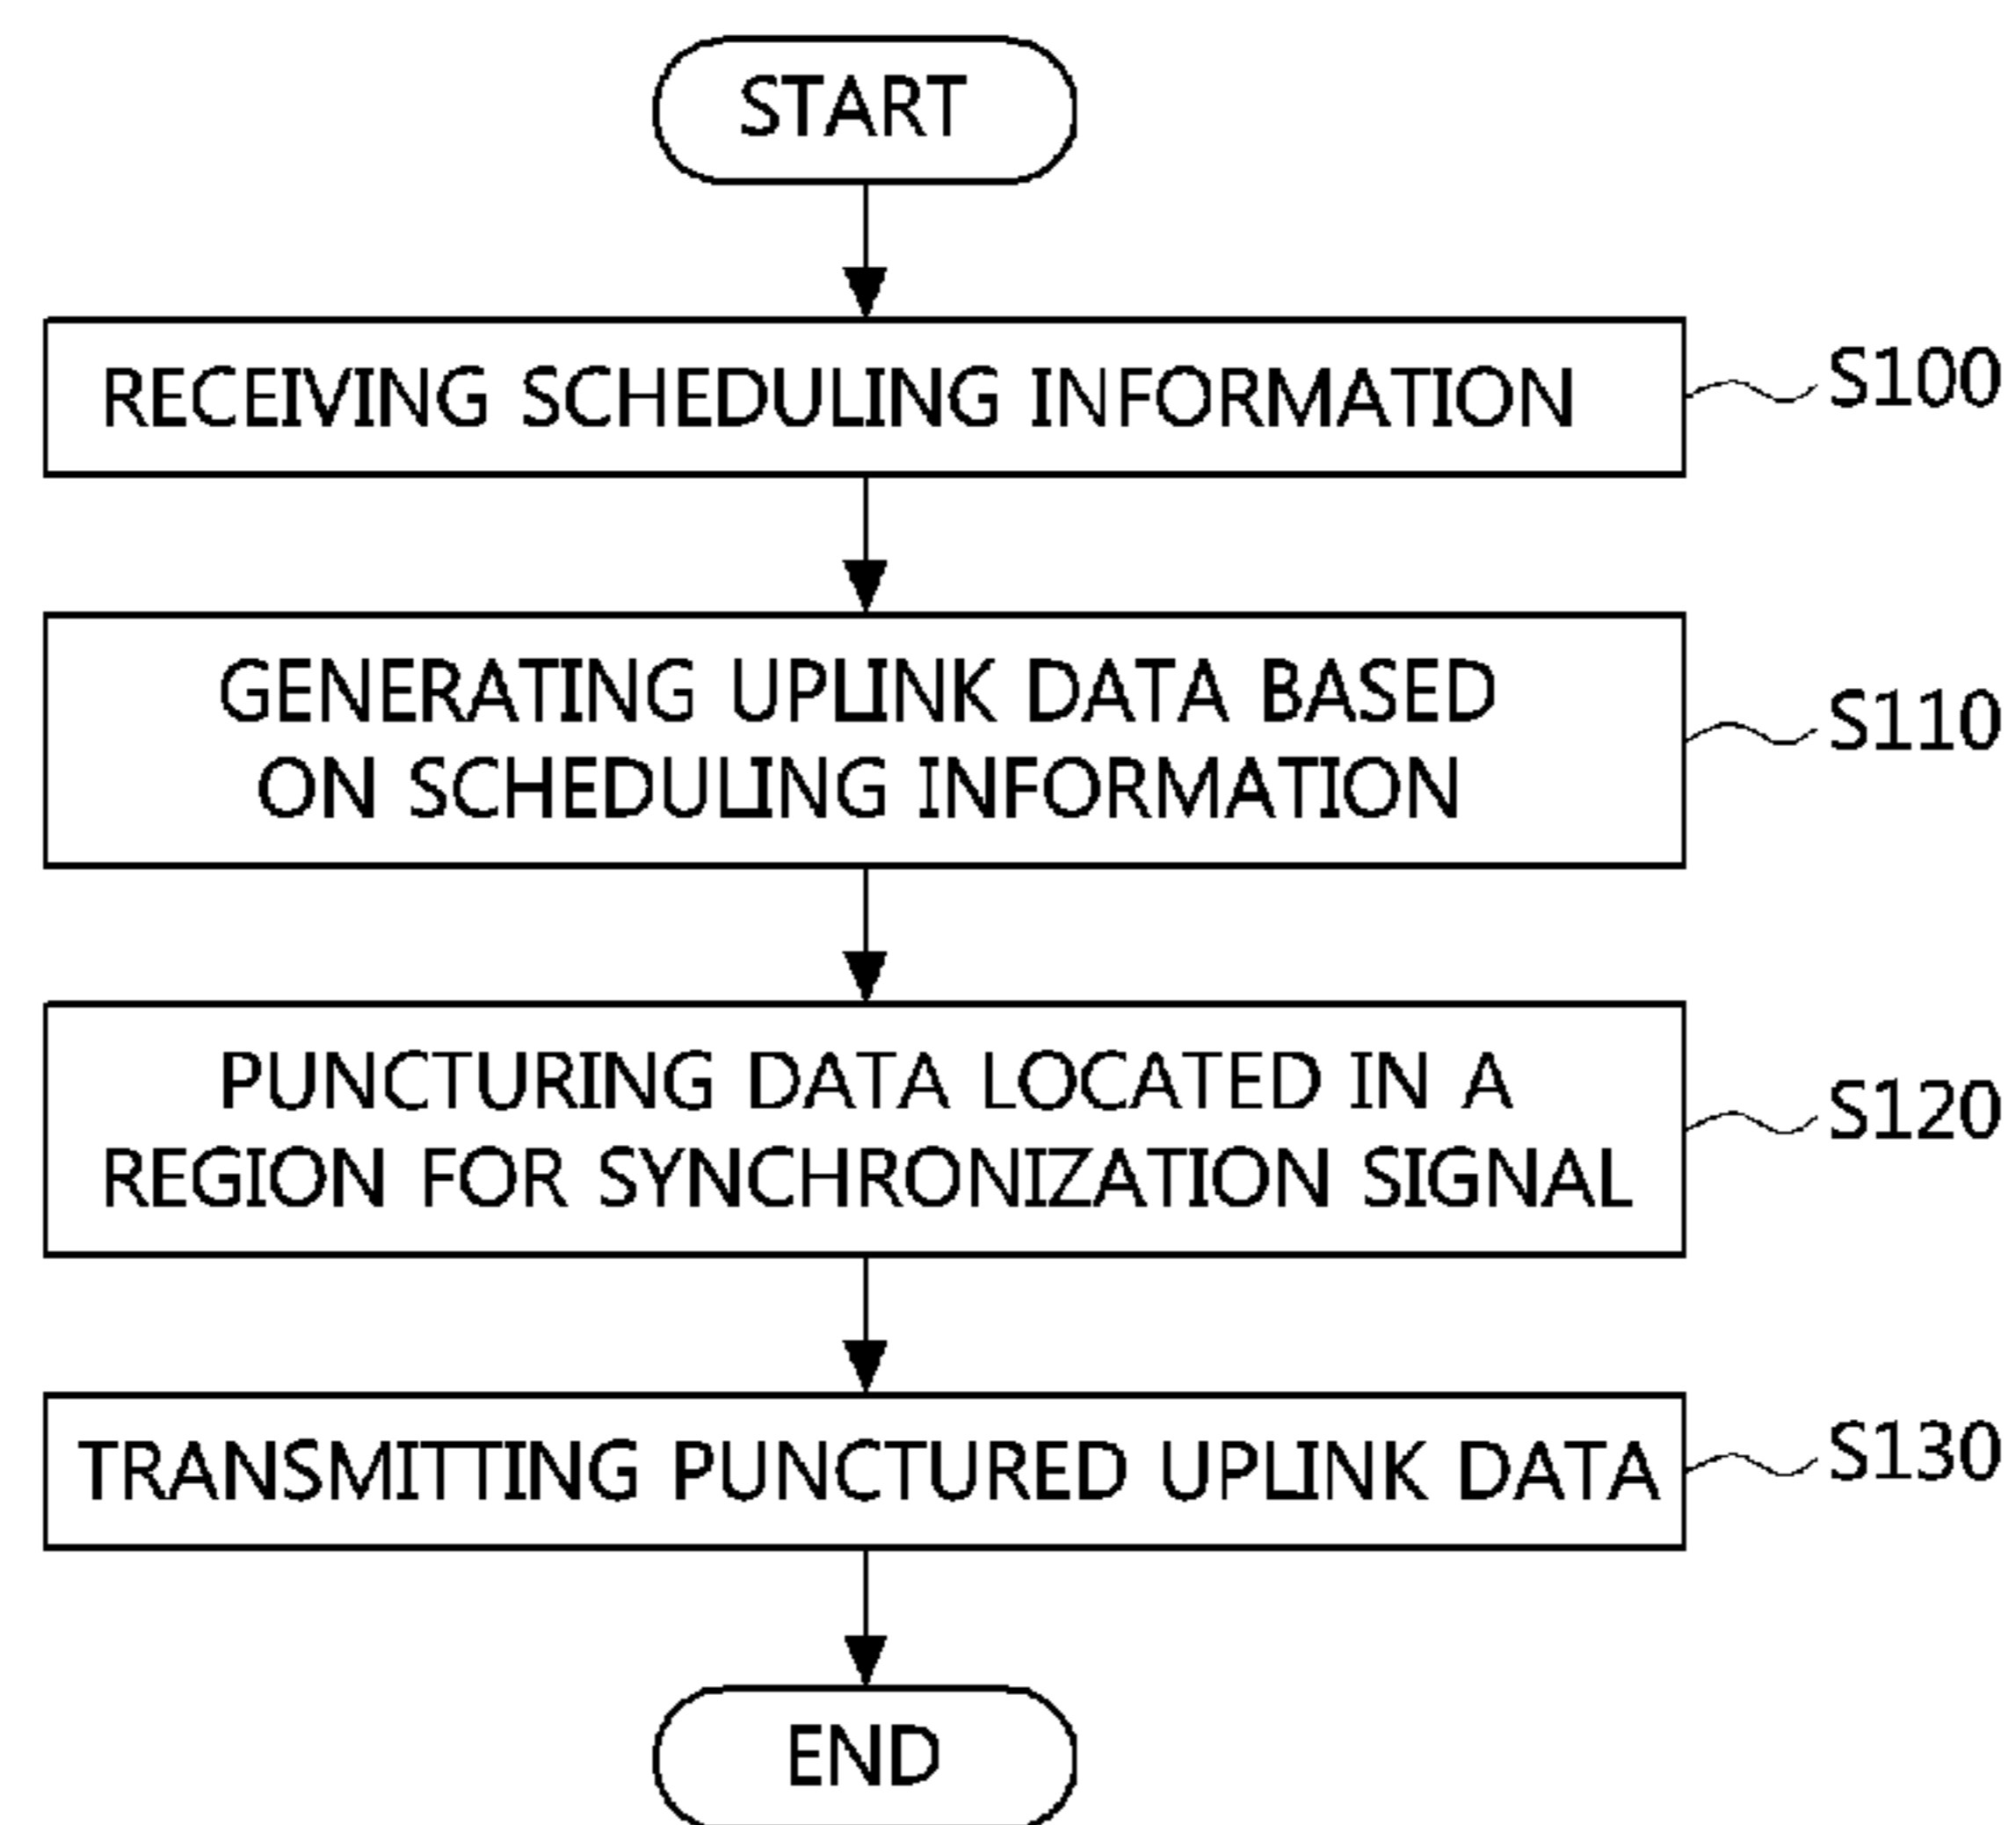 START
RECEIVING SCHEDULING INFORMATION
S100
GENERATING UPLINK DATA BASED
ON SCHEDULING INFORMATION
S110
PUNCTURING DATA LOCATED IN A
REGION FOR SYNCHRONIZATION SIGNAL
S120
TRANSMITTING PUNCTURED UPLINK DATA
S130
END